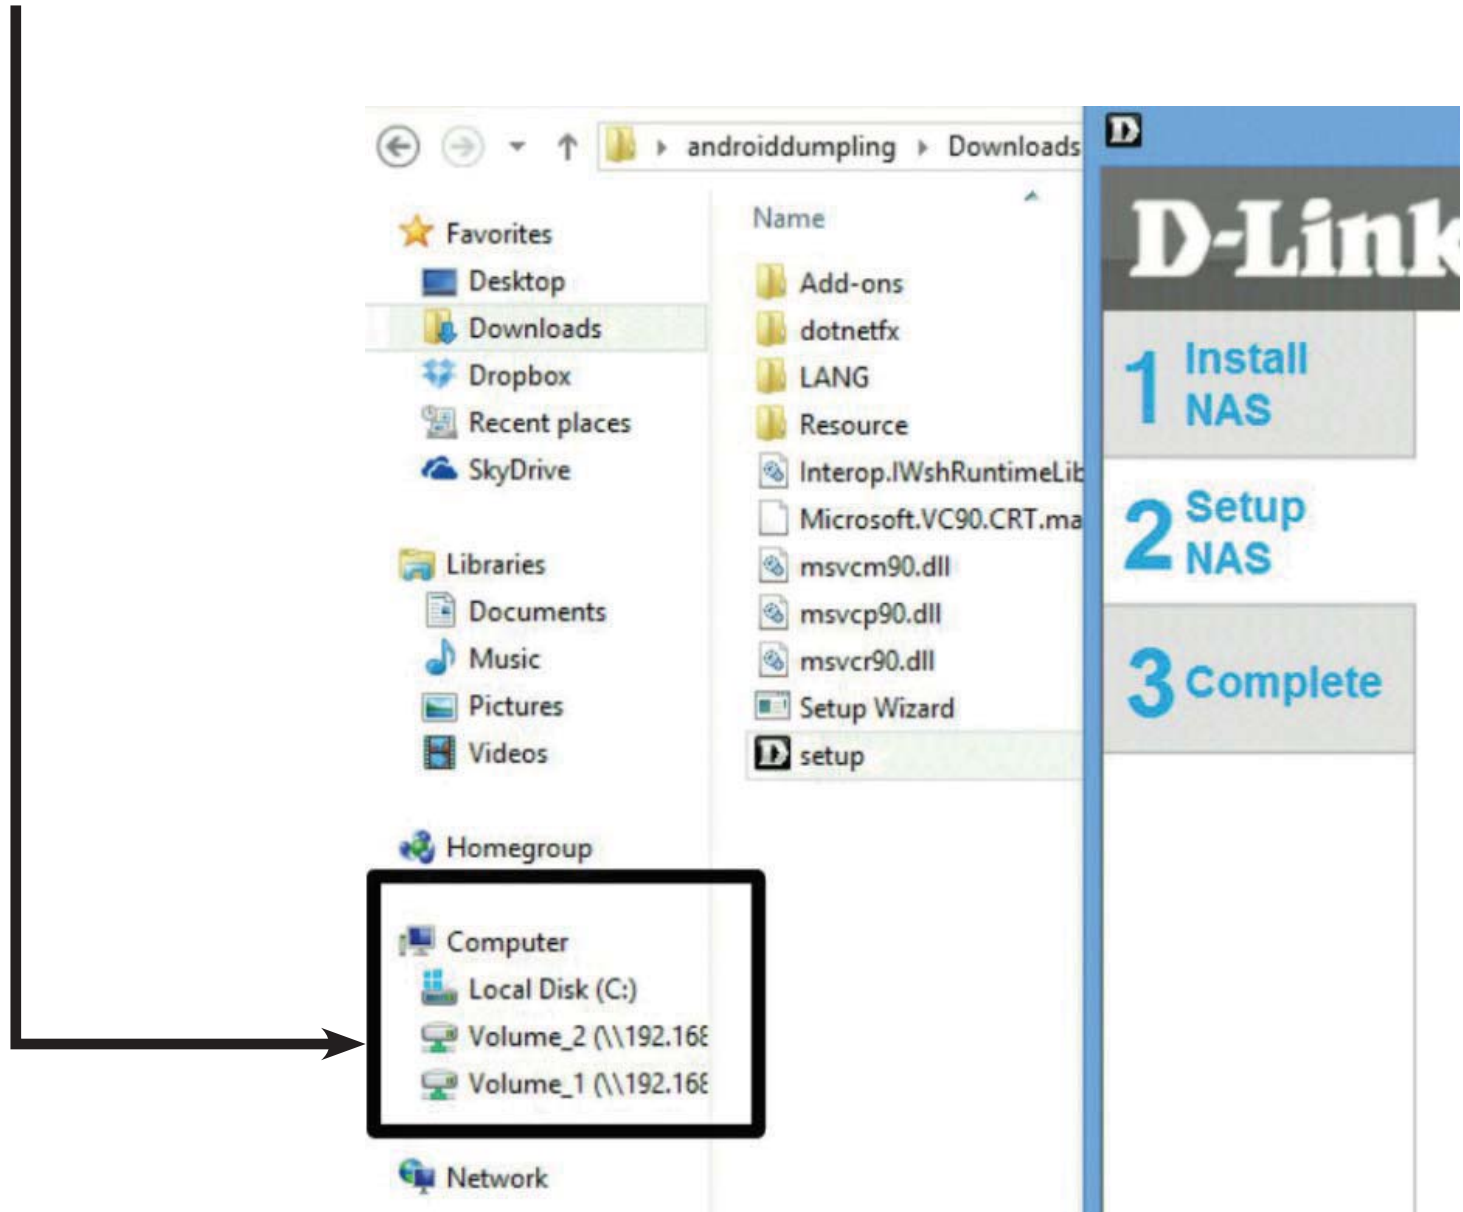 androiddumpling Downloads
Favorites
Desktop
Downloads
Dropbox
Recent places
SkyDrive
Libraries
Documents
Music
Pictures
Videos
Homegroup
Computer
Local Disk (C:)
Volume_2 (\\192.168
Volume_1 (\\192.168
Network
Name
Add-ons
dotnetfx
LANG
Resource
Interop.IWshRuntimeLib
Microsoft.VC90.CRT.ma
msvcm90.dll
msvcp90.dll
msvcr90.dll
Setup Wizard
setup
D-Link
1 Install
NAS
2 Setup
NAS
3 Complete